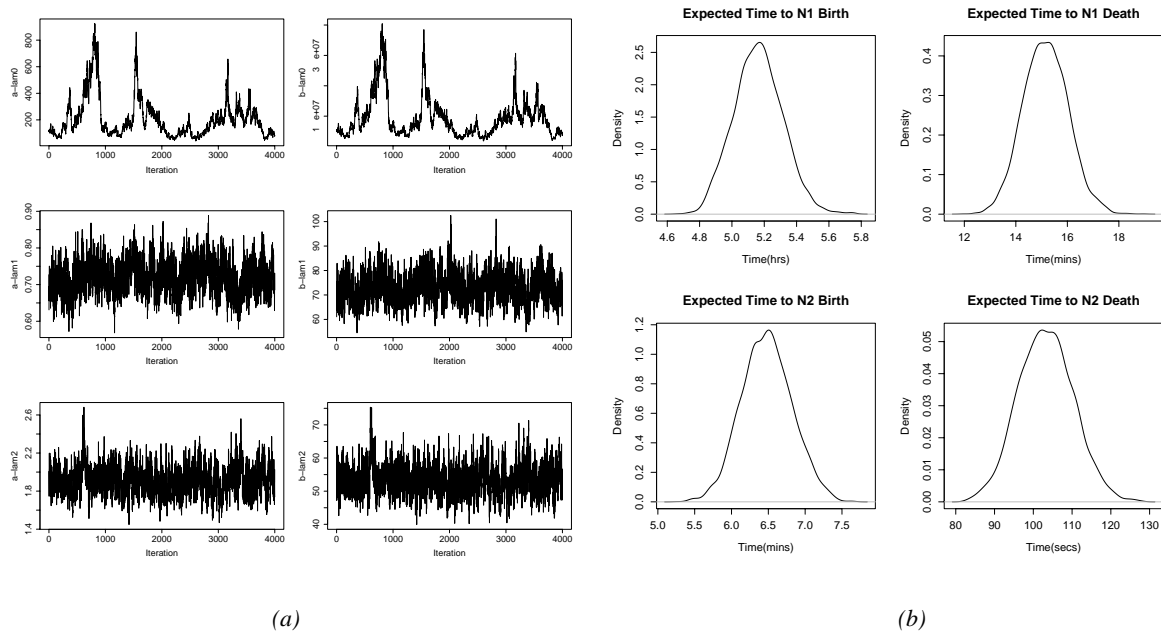 a−lam0
200 400 600 800
0 1000 2000 3000 4000
Iteration
b−lam0
1 e+07 3 e+07
0 1000 2000 3000 4000
Iteration
a−lam1
0.60 0.70 0.80 0.90
0 1000 2000 3000 4000
Iteration
b−lam1
60 70 80 90 100
0 1000 2000 3000 4000
Iteration
a−lam2
1.4 1.8 2.2 2.6
0 1000 2000 3000 4000
Iteration
b−lam2
40 50 60 70
0 1000 2000 3000 4000
Iteration
(a)
Expected Time to N1 Birth
Density
0.0 0.5 1.0 1.5 2.0 2.5
4.6 4.8 5.0 5.2 5.4 5.6 5.8
Time(hrs)
Expected Time to N1 Death
Density
0.0 0.1 0.2 0.3 0.4
12 14 16 18
Time(mins)
Expected Time to N2 Birth
Density
0.0 0.2 0.4 0.6 0.8 1.0 1.2
5.0 5.5 6.0 6.5 7.0 7.5
Time(mins)
Expected Time to N2 Death
Density
0.00 0.01 0.02 0.03 0.04 0.05
80 90 100 110 120 130
Time(secs)
(b)